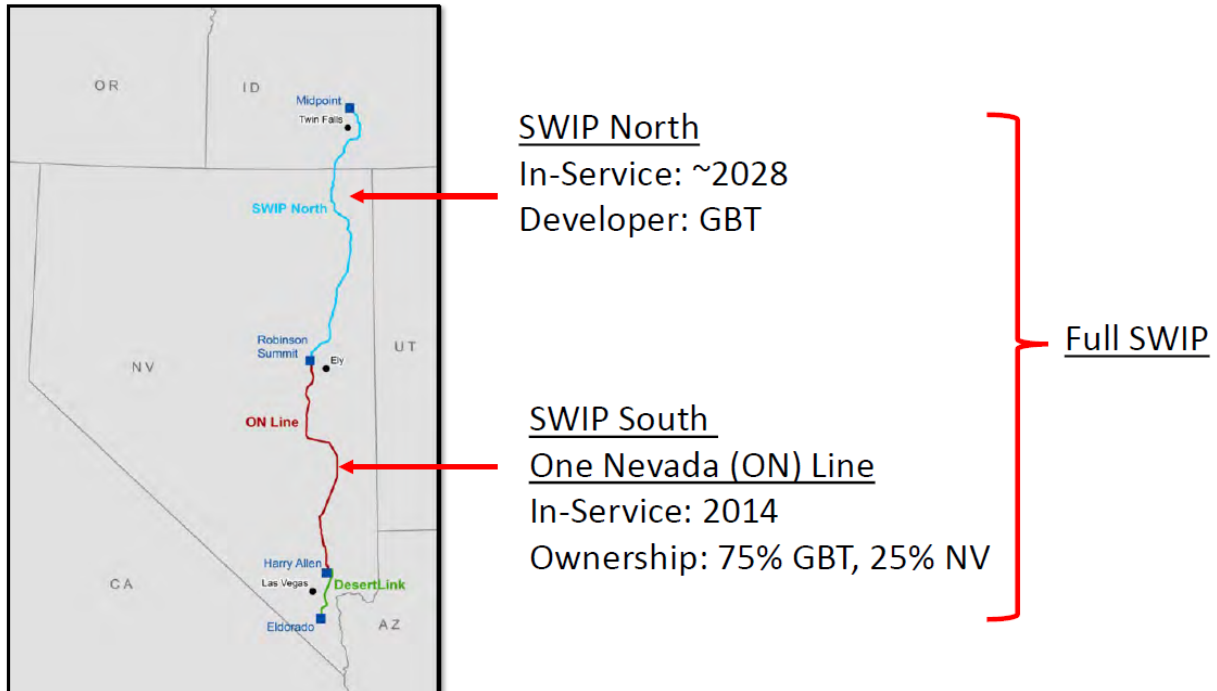 OR
ID
Midpoint
Twin Falls
SWIP North
Robinson
Summit
Ely
UT
NV
ON Line
Harry Allen
Las Vegas
DesertLink
CA
Eldorado
AZ
SWIP North
In-Service: ~2028
Developer: GBT
SWIP South
One Nevada (ON) Line
In-Service: 2014
Ownership: 75% GBT, 25% NV
Full SWIP